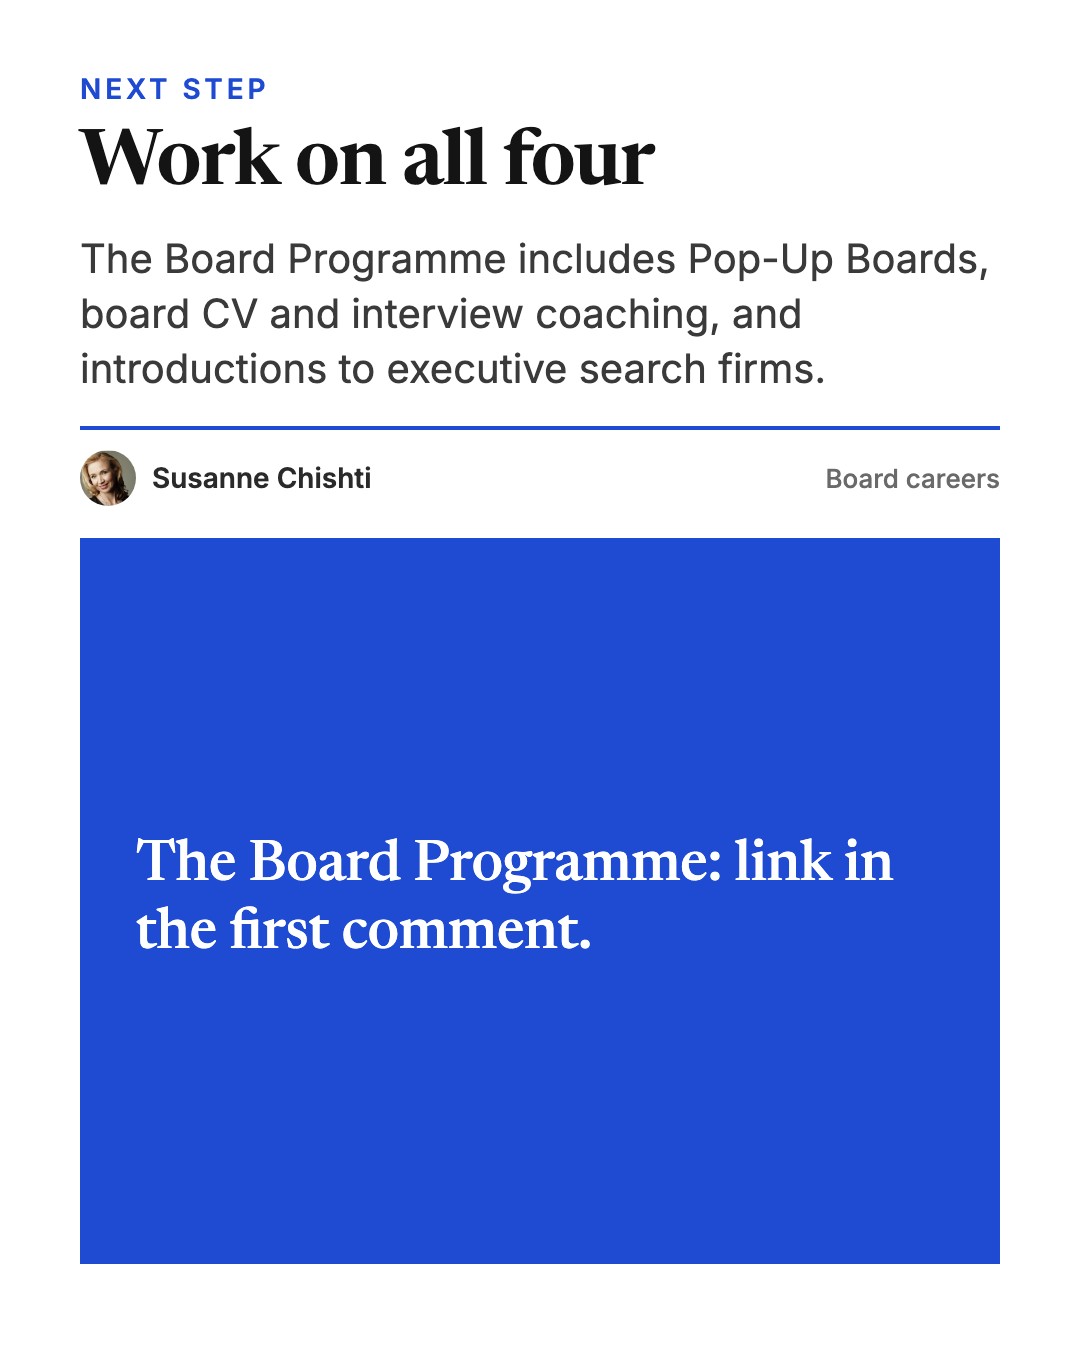 NEXT STEP
Work on all four
The Board Programme includes Pop-Up Boards,
board CV and interview coaching, and
introductions to executive search firms.
Susanne Chishti
Board careers
The Board Programme: link in
the first comment.